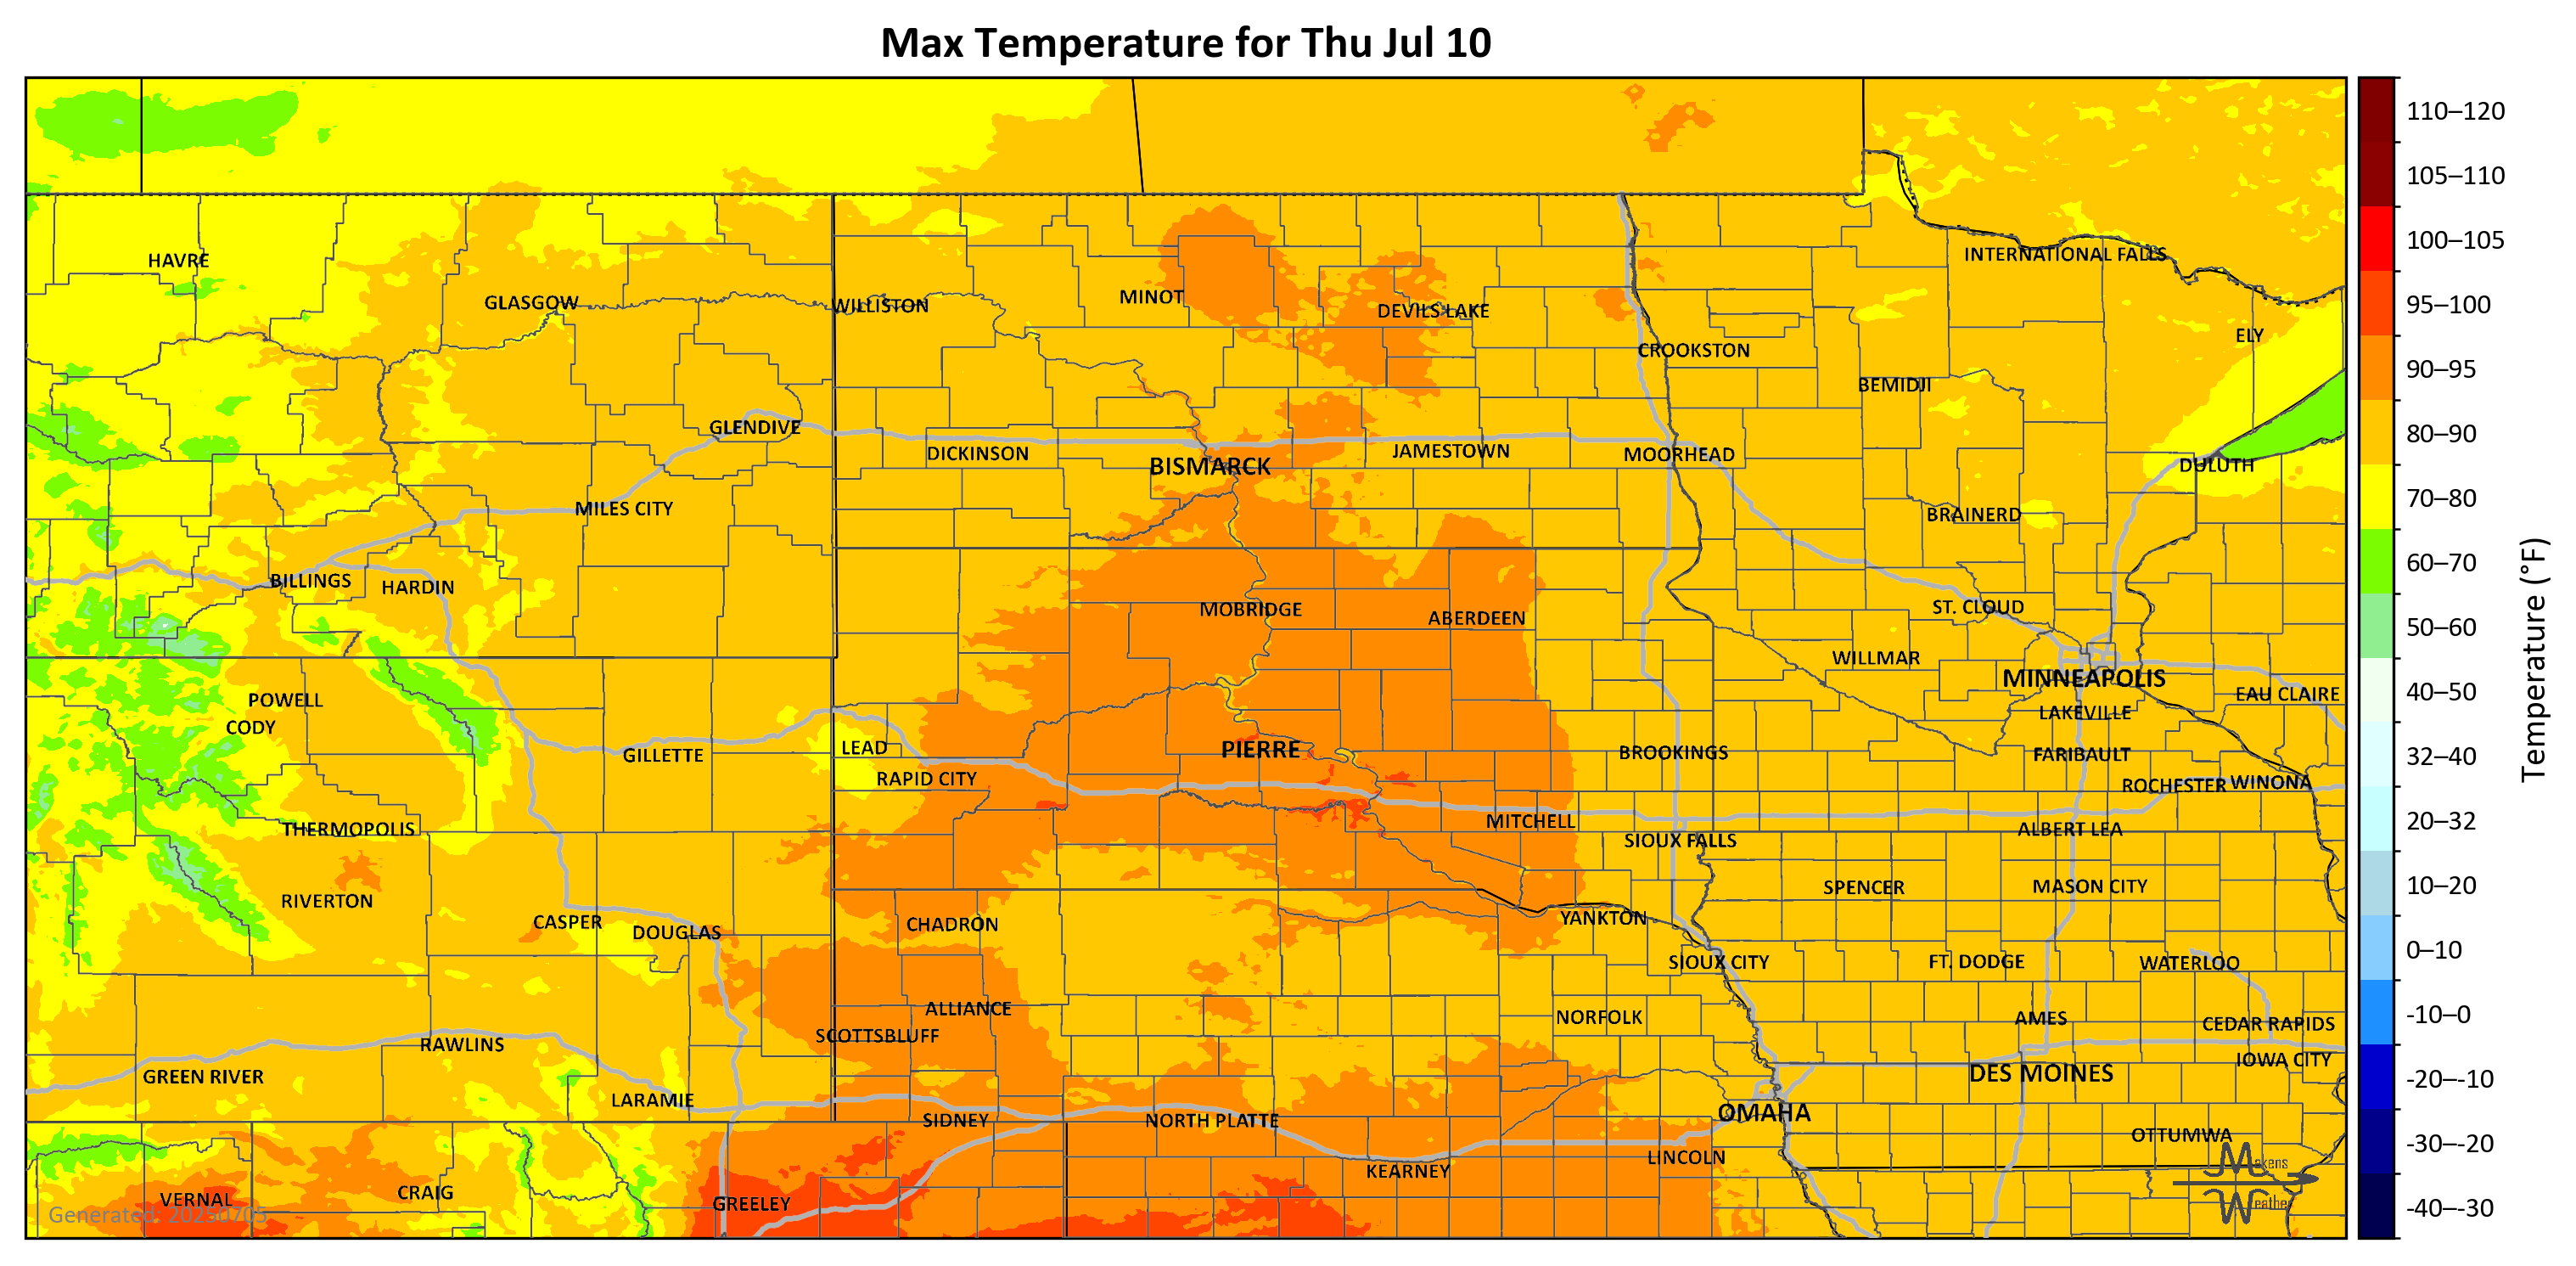 Max Temperature for Thu Jul 10
110–120
105–110
100–105
95–100
90–95
80–90
70–80
60–70
50–60
40–50
32–40
20–32
10–20
0–10
-10–0
-20–-10
-30–-20
-40–-30
Temperature (°F)
INTERNATIONAL FALLS
HAVRE
MINOT
GLASGOW
WILLISTON
DEVILS LAKE
ELY
CROOKSTON
BEMIDJI
GLENDIVE
DICKINSON
JAMESTOWN
MOORHEAD
BISMARCK
DULUTH
MILES CITY
BRAINERD
BILLINGS
HARDIN
MOBRIDGE
ABERDEEN
ST. CLOUD
WILLMAR
MINNEAPOLIS
POWELL
EAU CLAIRE
CODY
LAKEVILLE
LEAD
PIERRE
GILLETTE
BROOKINGS
FARIBAULT
RAPID CITY
ROCHESTER
WINONA
THERMOPOLIS
MITCHELL
ALBERT LEA
SIOUX FALLS
RIVERTON
SPENCER
MASON CITY
CASPER
DOUGLAS
CHADRON
YANKTON
SIOUX CITY
FT. DODGE
WATERLOO
ALLIANCE
NORFOLK
AMES
CEDAR RAPIDS
SCOTTSBLUFF
RAWLINS
IOWA CITY
GREEN RIVER
DES MOINES
LARAMIE
SIDNEY
NORTH PLATTE
OMAHA
OTTUMWA
KEARNEY
LINCOLN
VERNAL
CRAIG
GREELEY
Generated: 20250705
Makens
Weather